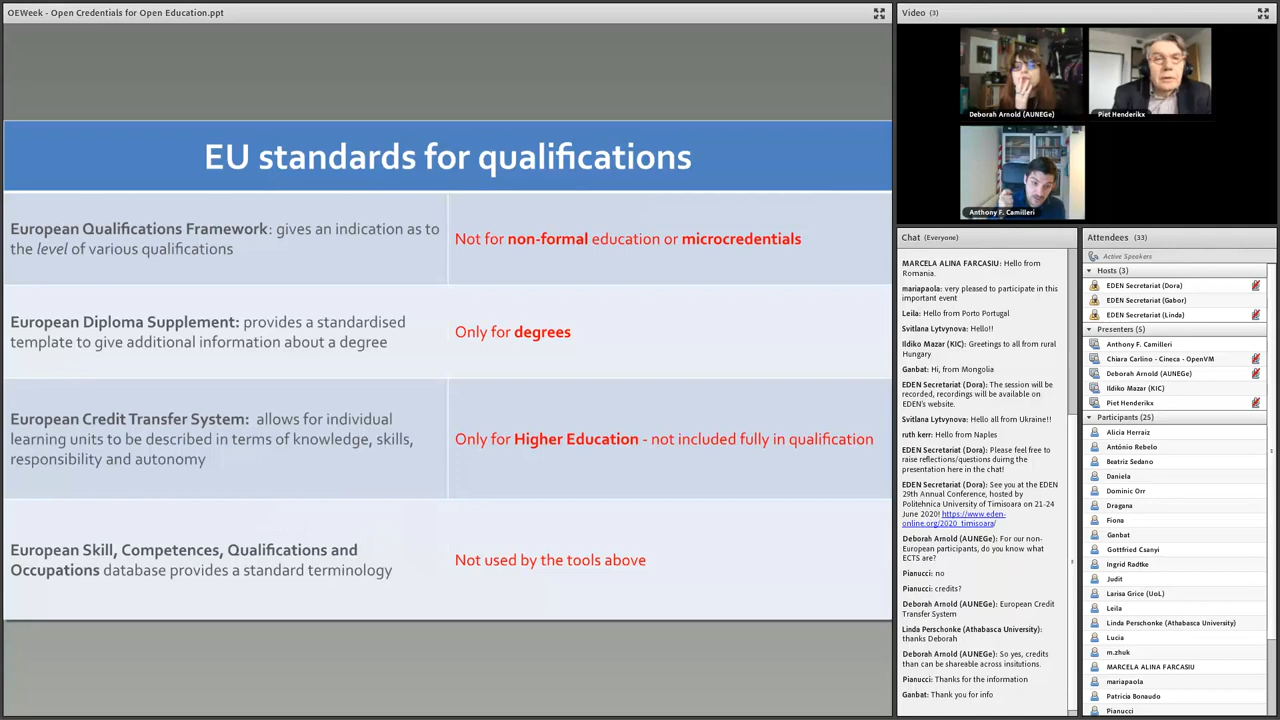 OEWeek - Open Credentials for Open Education.ppt
EU standards for qualifications
European Qualifications Framework: gives an indication as to
the level of various qualifications
Not for non-formal education or microcredentials
European Diploma Supplement: provides a standardised
template to give additional information about a degree
Only for degrees
European Credit Transfer System: allows for individual
learning units to be described in terms of knowledge, skills,
responsibility and autonomy
Only for Higher Education - not included fully in qualification
European Skill, Competences, Qualifications and
Occupations database provides a standard terminology
Not used by the tools above
Video (3)
Deborah Arnold (AUNEGe)
Piet Henderikx
Anthony F. Camilleri
Chat (Everyone)
MARCELA ALINA FARCASIU: Hello from
Romania.
mariapaola: very pleased to participate in this
important event
Leila: Hello from Porto Portugal
Svitlana Lytvynova: Hello!!
Ildiko Mazar (KIC): Greetings to all from rural
Hungary
Ganbat: Hi, from Mongolia
EDEN Secretariat (Dora): The session will be
recorded, recordings will be available on
EDEN's website.
Svitlana Lytvynova: Hello all from Ukraine!!
ruth kerr: Hello from Naples
EDEN Secretariat (Dora): Please feel free to
raise reflections/questions duirng the
presentation here in the chat!
EDEN Secretariat (Dora): See you at the EDEN
29th Annual Conference, hosted by
Politehnica University of Timisoara on 21-24
June 2020! https://www.eden-
online.org/2020_timisoara/
Deborah Arnold (AUNEGe): For our non-
European participants, do you know what
ECTS are?
Pianucci: no
Pianucci: credits?
Deborah Arnold (AUNEGe): European Credit
Transfer System
Linda Perschonke (Athabasca University):
thanks Deborah
Deborah Arnold (AUNEGe): So yes, credits
than can be shareable across insitutions.
Pianucci: Thanks for the information
Ganbat: Thank you for info
Attendees (33)
Active Speakers
Hosts (3)
EDEN Secretariat (Dora)
EDEN Secretariat (Gabor)
EDEN Secretariat (Linda)
Presenters (5)
Anthony F. Camilleri
Chiara Carlino - Cineca - OpenVM
Deborah Arnold (AUNEGe)
Ildiko Mazar (KIC)
Piet Henderikx
Participants (25)
Alicia Herraiz
António Rebelo
Beatriz Sedano
Daniela
Dominic Orr
Dragana
Fiona
Ganbat
Gottfried Csanyi
Ingrid Radtke
Judit
Larisa Grice (UoL)
Leila
Linda Perschonke (Athabasca University)
Lucia
m.zhuk
MARCELA ALINA FARCASIU
mariapaola
Patricia Bonaudo
Pianucci